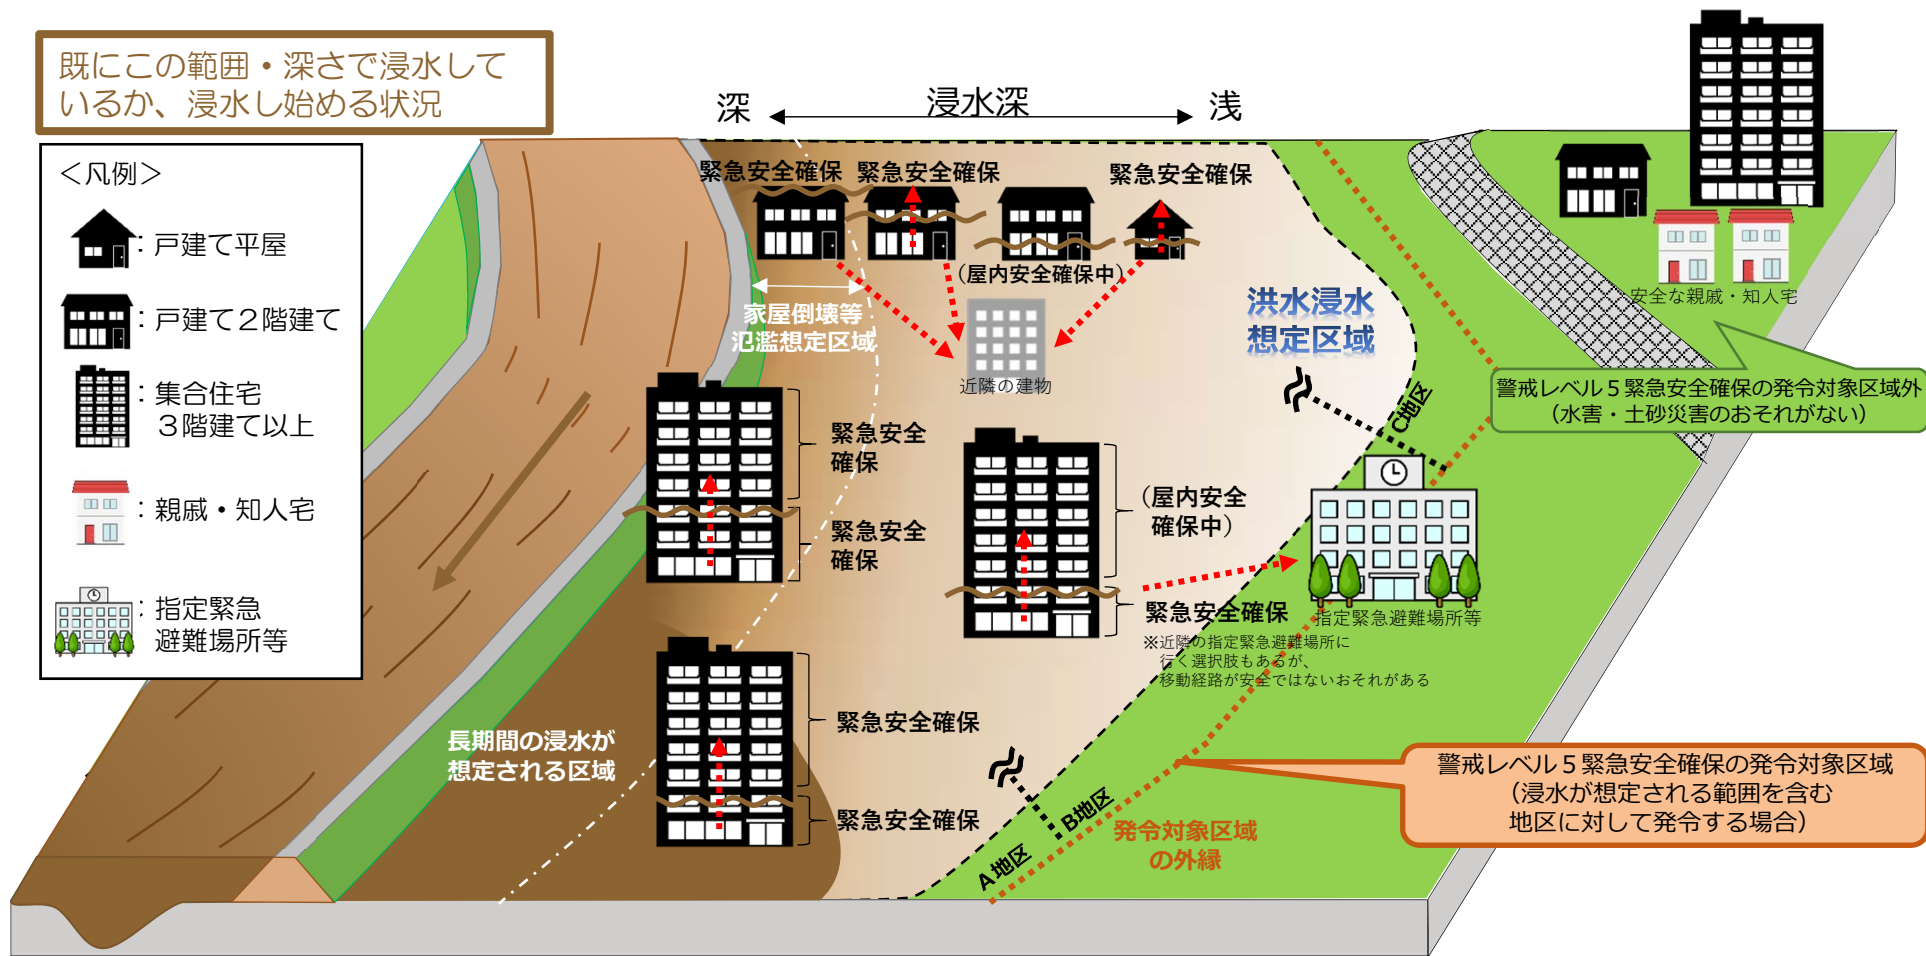 既にこの範囲・深さで浸水して
いるか、浸水し始める状況
＜凡例＞
：戸建て平屋
：戸建て２階建て
：集合住宅
３階建て以上
：親戚・知人宅
：指定緊急
避難場所等
深
浸水深
浅
緊急安全確保
緊急安全確保
緊急安全確保
（屋内安全確保中）
家屋倒壊等
氾濫想定区域
近隣の建物
洪水浸水
想定区域
安全な親戚・知人宅
警戒レベル５緊急安全確保の発令対象区域外
（水害・土砂災害のおそれがない）
C地区
緊急安全
確保
緊急安全
確保
（屋内安全
確保中）
緊急安全確保
※近隣の指定緊急避難場所に
行く選択肢もあるが、
移動経路が安全ではないおそれがある
指定緊急避難場所等
長期間の浸水が
想定される区域
緊急安全確保
緊急安全確保
A地区
B地区
発令対象区域
の外縁
警戒レベル５緊急安全確保の発令対象区域
（浸水が想定される範囲を含む
地区に対して発令する場合）